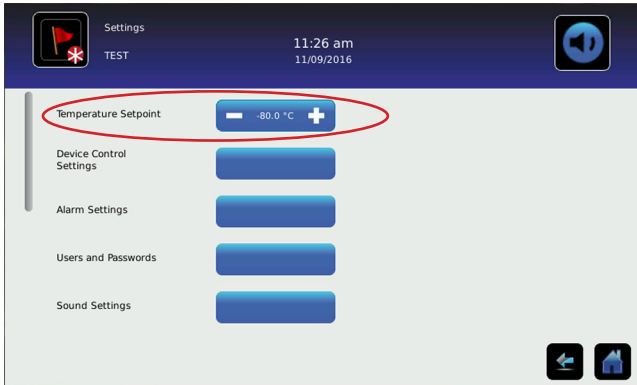 Settings
TEST
11:26 am
11/09/2016
Temperature Setpoint
-80.0 °C
Device Control
Settings
Alarm Settings
Users and Passwords
Sound Settings